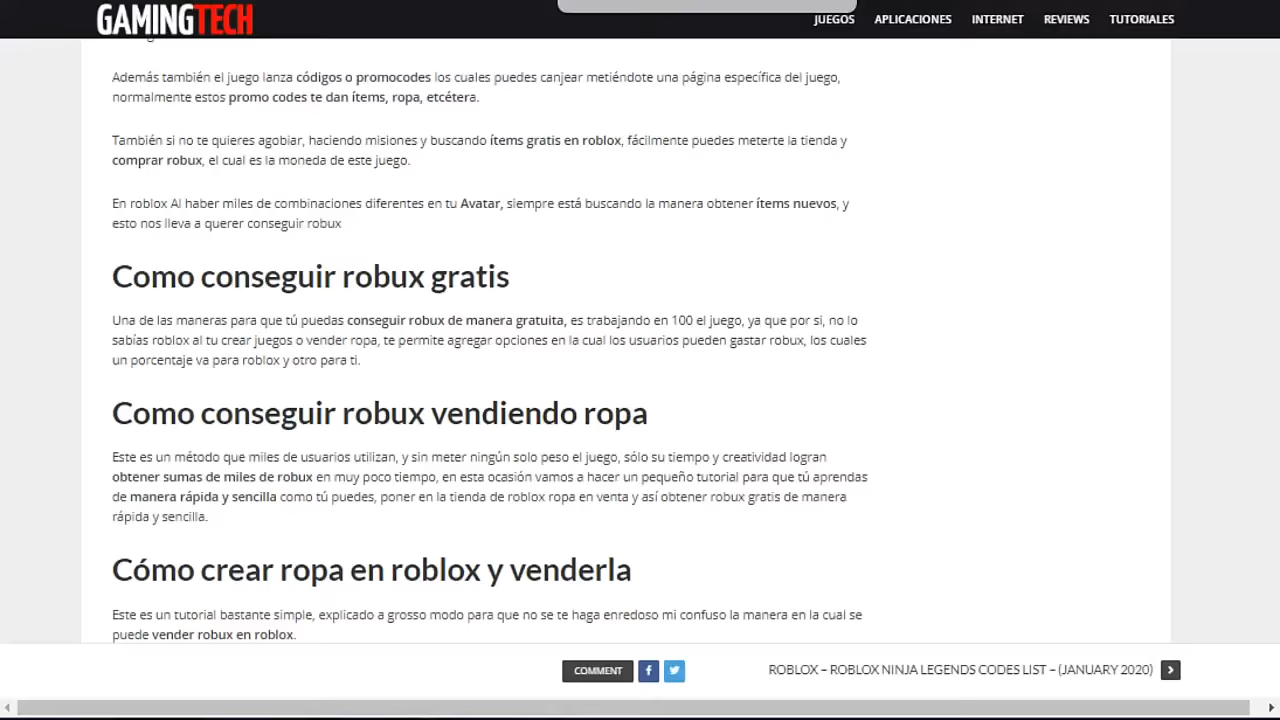 GAMINGTECH
JUEGOS APLICACIONES INTERNET REVIEWS TUTORIALES
Además también el juego lanza códigos o promocodes los cuales puedes canjear metiéndote una página específica del juego,
normalmente estos promo codes te dan ítems, ropa, etcétera.
También si no te quieres agobiar, haciendo misiones y buscando ítems gratis en roblox, fácilmente puedes meterte la tienda y
comprar robux, el cual es la moneda de este juego.
En roblox Al haber miles de combinaciones diferentes en tu Avatar, siempre está buscando la manera obtener ítems nuevos, y
esto nos lleva a querer conseguir robux
Como conseguir robux gratis
Una de las maneras para que tú puedas conseguir robux de manera gratuita, es trabajando en 100 el juego, ya que por si, no lo
sabías roblox al tu crear juegos o vender ropa, te permite agregar opciones en la cual los usuarios pueden gastar robux, los cuales
un porcentaje va para roblox y otro para ti.
Como conseguir robux vendiendo ropa
Este es un método que miles de usuarios utilizan, y sin meter ningún solo peso el juego, sólo su tiempo y creatividad logran
obtener sumas de miles de robux en muy poco tiempo, en esta ocasión vamos a hacer un pequeño tutorial para que tú aprendas
de manera rápida y sencilla como tú puedes, poner en la tienda de roblox ropa en venta y así obtener robux gratis de manera
rápida y sencilla.
Cómo crear ropa en roblox y venderla
Este es un tutorial bastante simple, explicado a grosso modo para que no se te haga enredoso mi confuso la manera en la cual se
puede vender robux en roblox.
COMMENT
ROBLOX – ROBLOX NINJA LEGENDS CODES LIST – (JANUARY 2020)